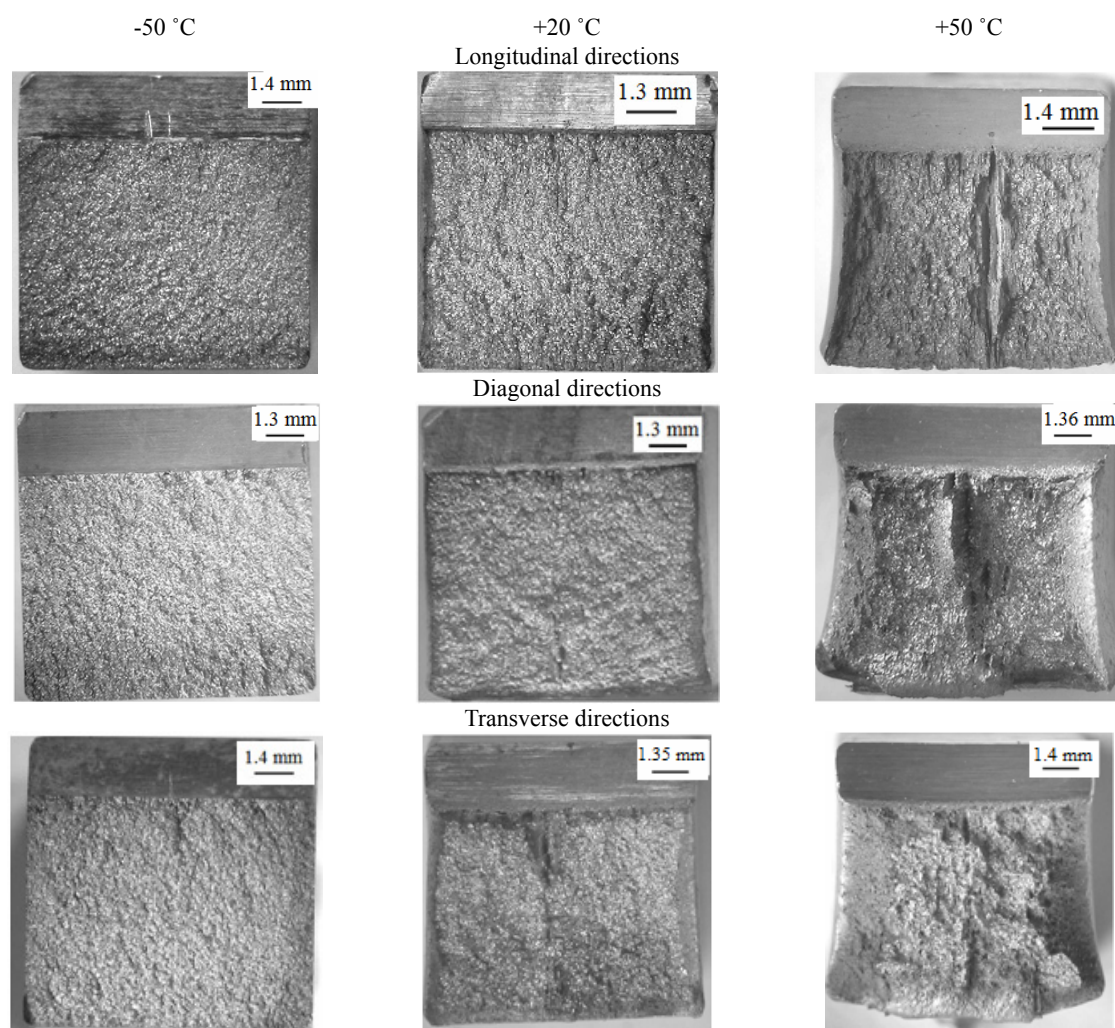 -50 ˚C +20 ˚C +50 ˚C
Longitudinal directions
1.4 mm 1.3 mm 1.4 mm
Diagonal directions
1.3 mm 1.3 mm 1.36 mm
Transverse directions
1.4 mm 1.35 mm 1.4 mm